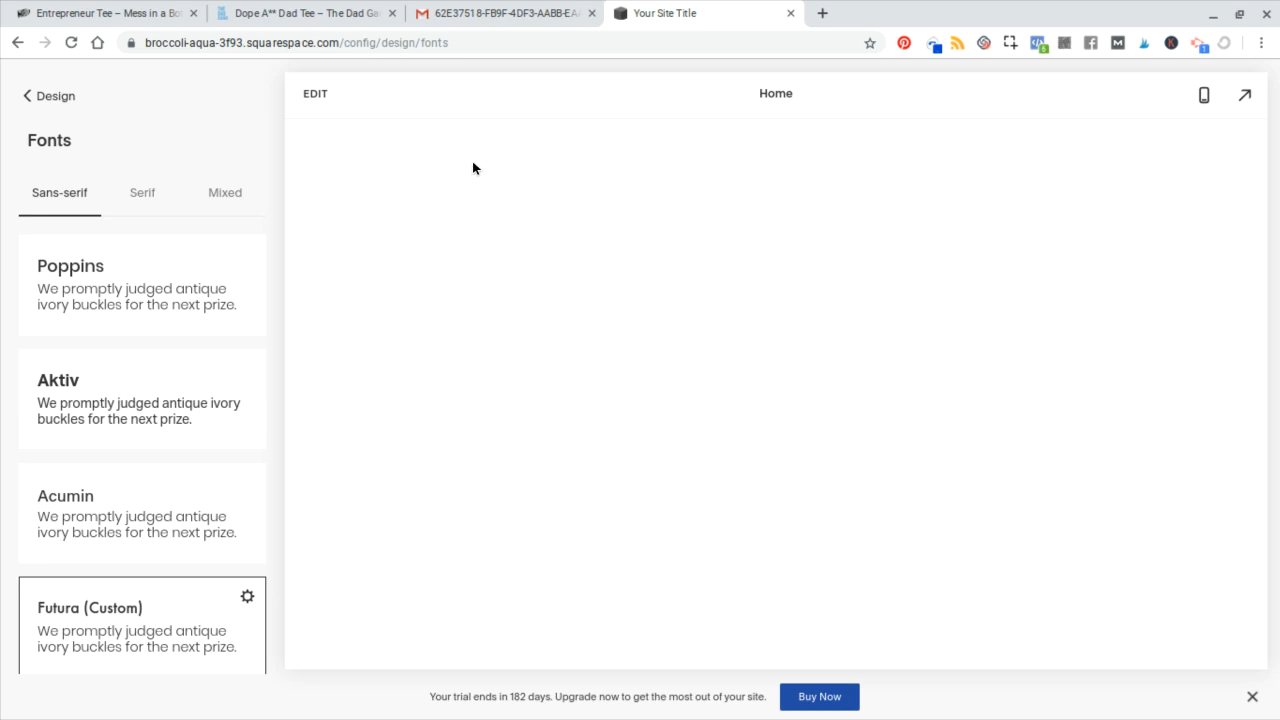 Entrepreneur Tee – Mess in a Bot
Dope A** Dad Tee – The Dad Ga
62E37518-FB9F-4DF3-AABB-EA
Your Site Title
broccoli-aqua-3f93.squarespace.com/config/design/fonts
6
1
Design
EDIT
Home
Fonts
Sans-serif
Serif
Mixed
Poppins
We promptly judged antique
ivory buckles for the next prize.
Aktiv
We promptly judged antique ivory
buckles for the next prize.
Acumin
We promptly judged antique
ivory buckles for the next prize.
Futura (Custom)
We promptly judged antique
ivory buckles for the next prize.
Your trial ends in 182 days. Upgrade now to get the most out of your site.
Buy Now